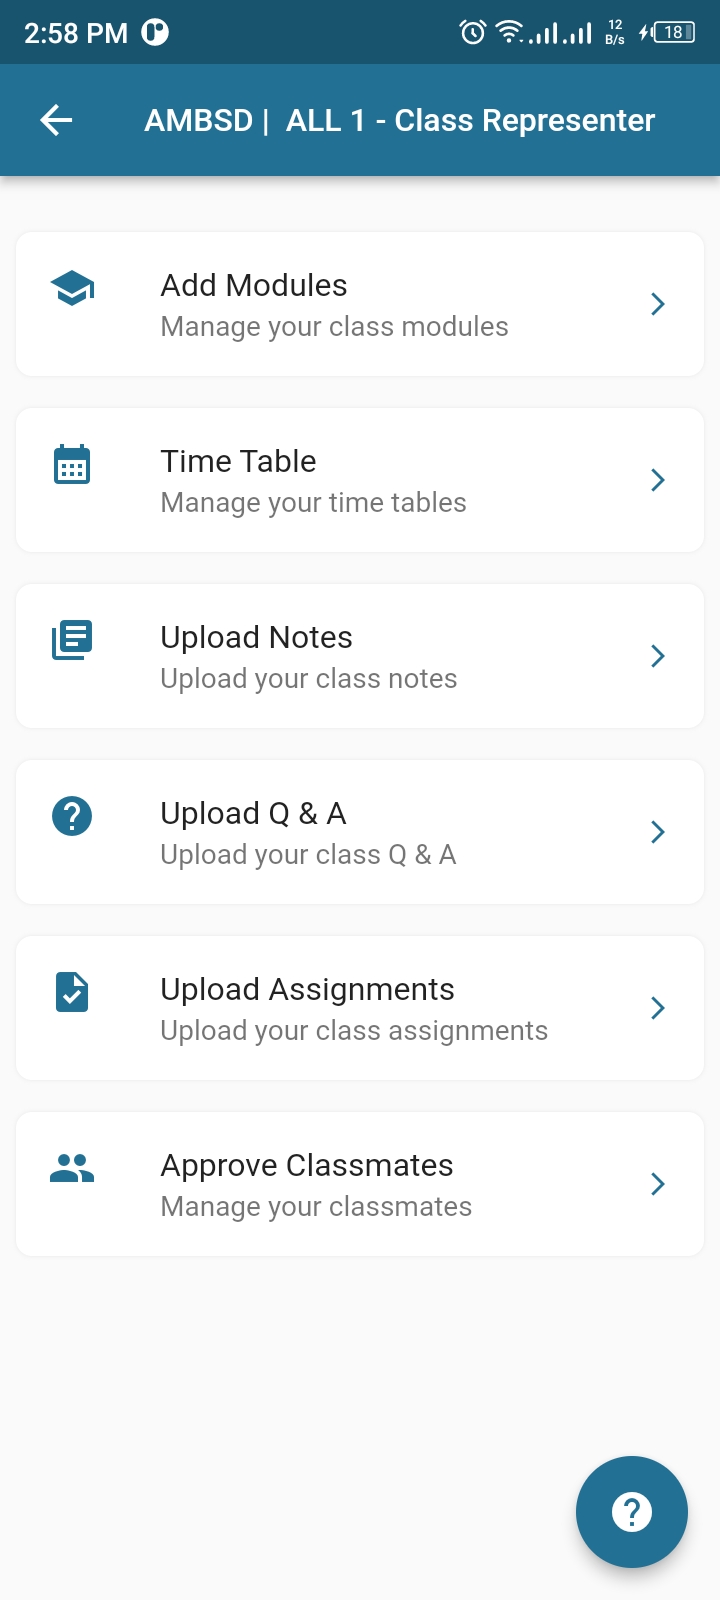 2:58 PM
12
B/s
18
AMBSD | ALL 1 - Class Representer
Add Modules
Manage your class modules
Time Table
Manage your time tables
Upload Notes
Upload your class notes
Upload Q & A
Upload your class Q & A
Upload Assignments
Upload your class assignments
Approve Classmates
Manage your classmates